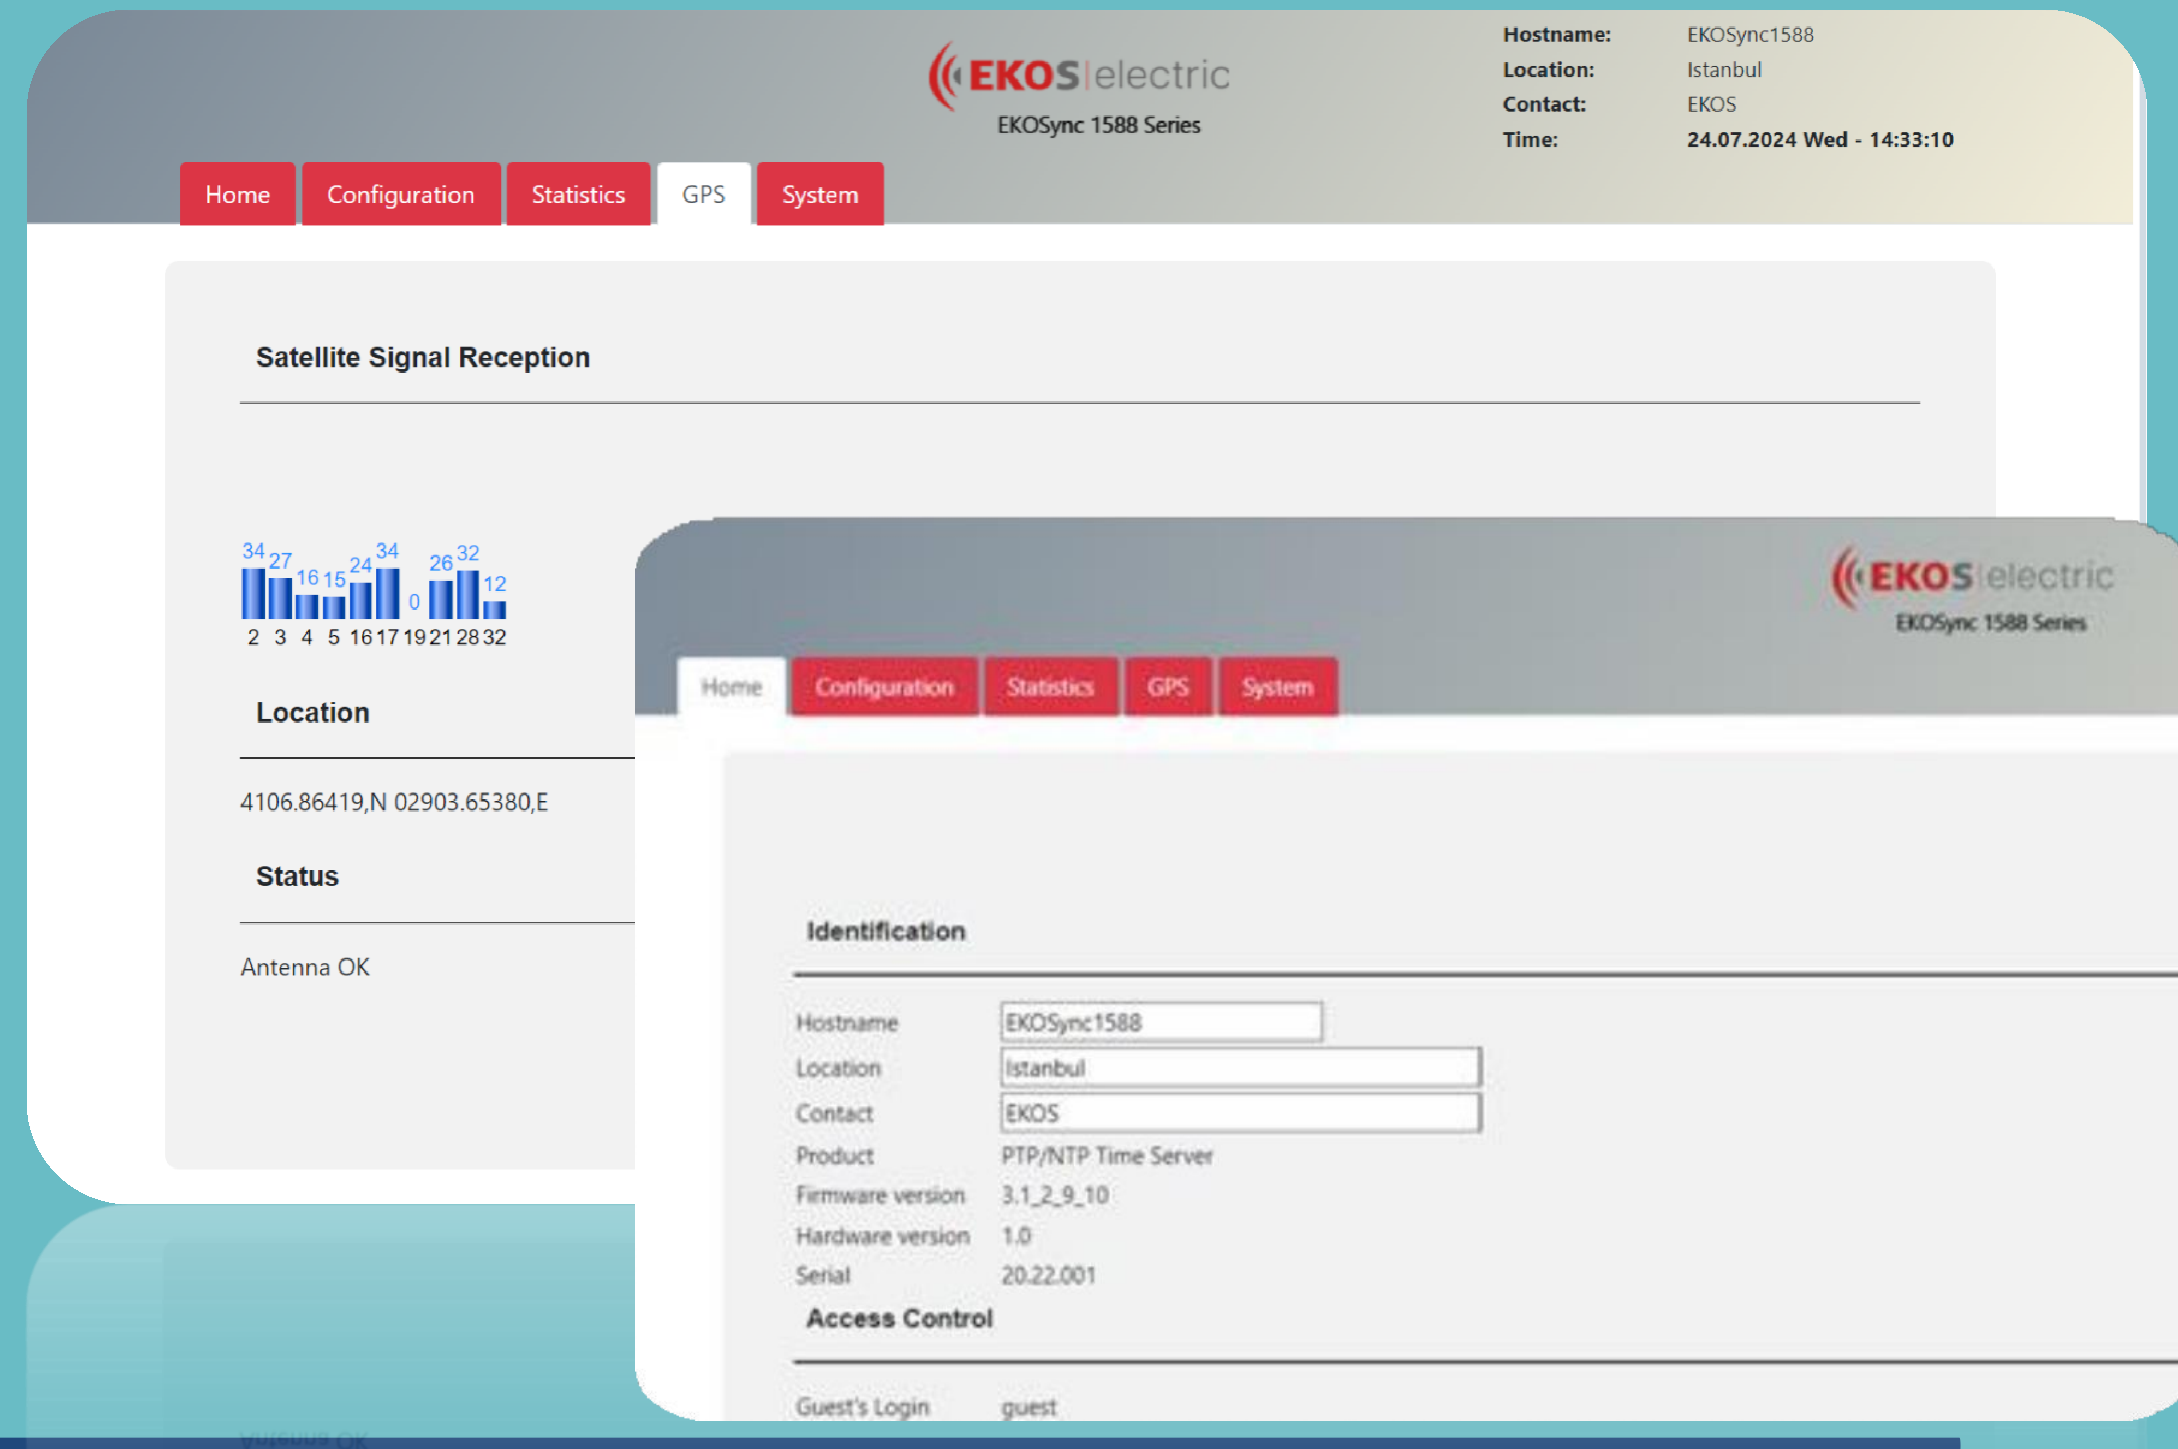 EKOS electric
EKOSync 1588 Series
Hostname: EKOSync1588
Location: Istanbul
Contact: EKOS
Time: 24.07.2024 Wed - 14:33:10
Home Configuration Statistics GPS System
Satellite Signal Reception
34 27 16 15 24 34 0 26 32 12
2 3 4 5 16 17 19 21 28 32
Location
4106.86419,N 02903.65380,E
Status
Antenna OK
EKOS electric
EKOSync 1588 Series
Home Configuration Statistics GPS System
Identification
Hostname EKOSync1588
Location Istanbul
Contact EKOS
Product PTP/NTP Time Server
Firmware version 3.1_2_9_10
Hardware version 1.0
Serial 20.22.001
Access Control
Guest's Login guest
Antenna OK